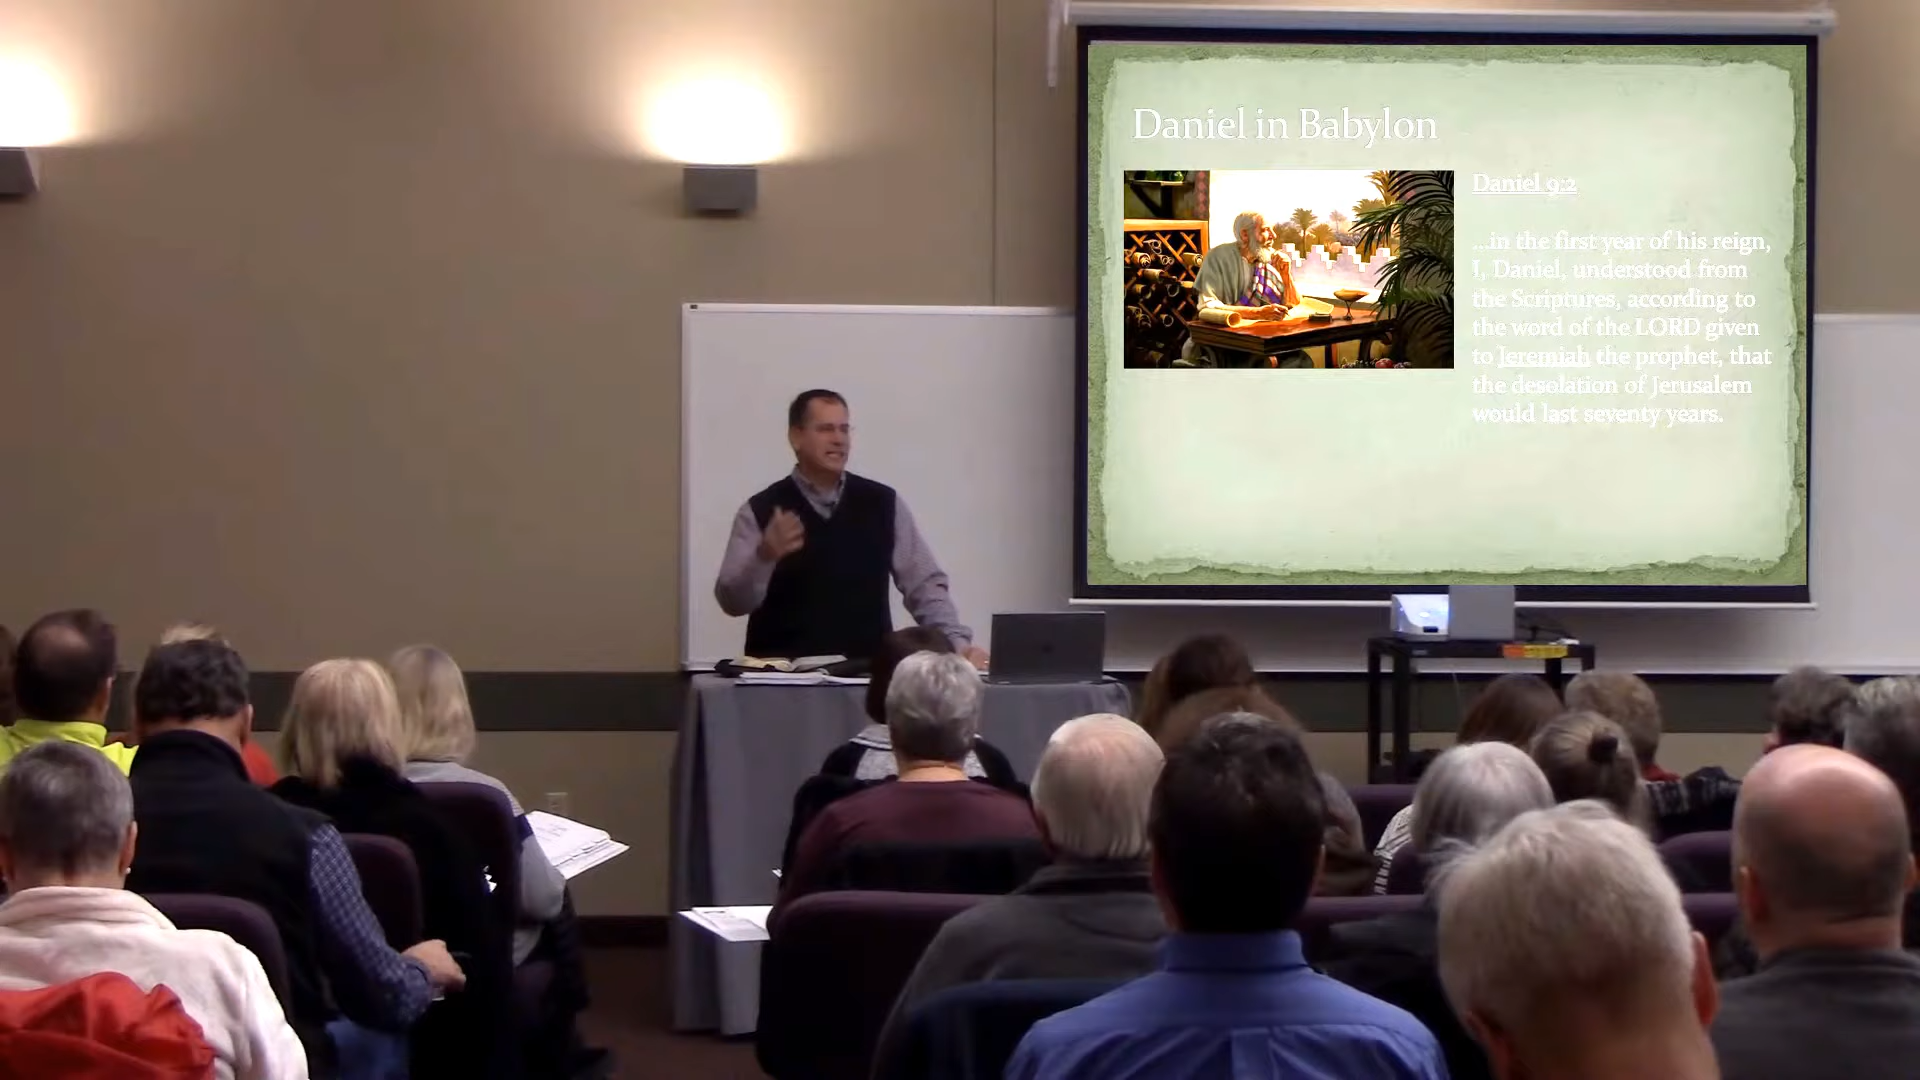 Daniel in Babylon
Daniel 9:2
...in the first year of his reign,
I, Daniel, understood from
the Scriptures, according to
the word of the LORD given
to Jeremiah the prophet, that
the desolation of Jerusalem
would last seventy years.